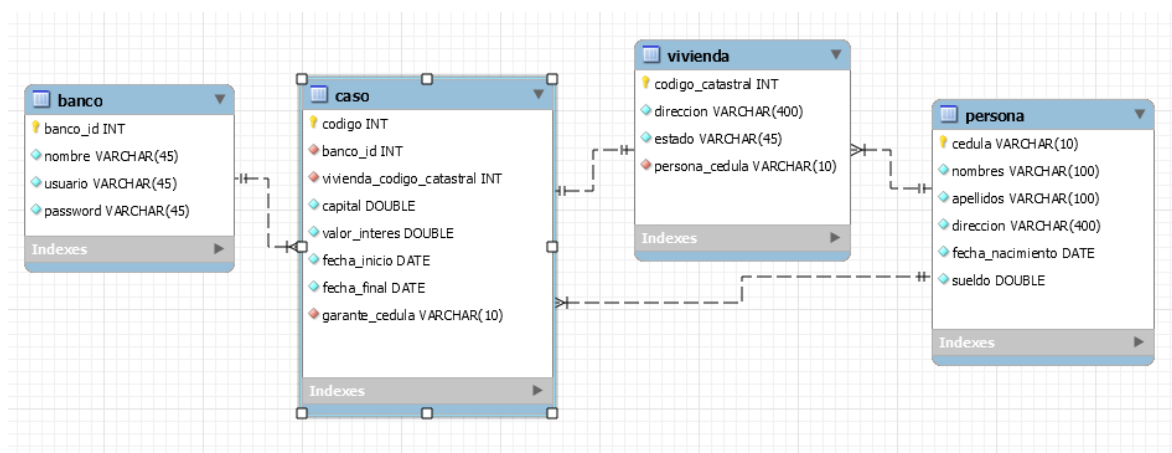 banco
banco_id INT
nombre VARCHAR(45)
usuario VARCHAR(45)
password VARCHAR(45)
Indexes
caso
codigo INT
banco_id INT
vivienda_codigo_catastral INT
capital DOUBLE
valor_interes DOUBLE
fecha_inicio DATE
fecha_final DATE
garante_cedula VARCHAR(10)
Indexes
vivienda
codigo_catastral INT
direccion VARCHAR(400)
estado VARCHAR(45)
persona_cedula VARCHAR(10)
Indexes
persona
cedula VARCHAR(10)
nombres VARCHAR(100)
apellidos VARCHAR(100)
direccion VARCHAR(400)
fecha_nacimiento DATE
sueldo DOUBLE
Indexes